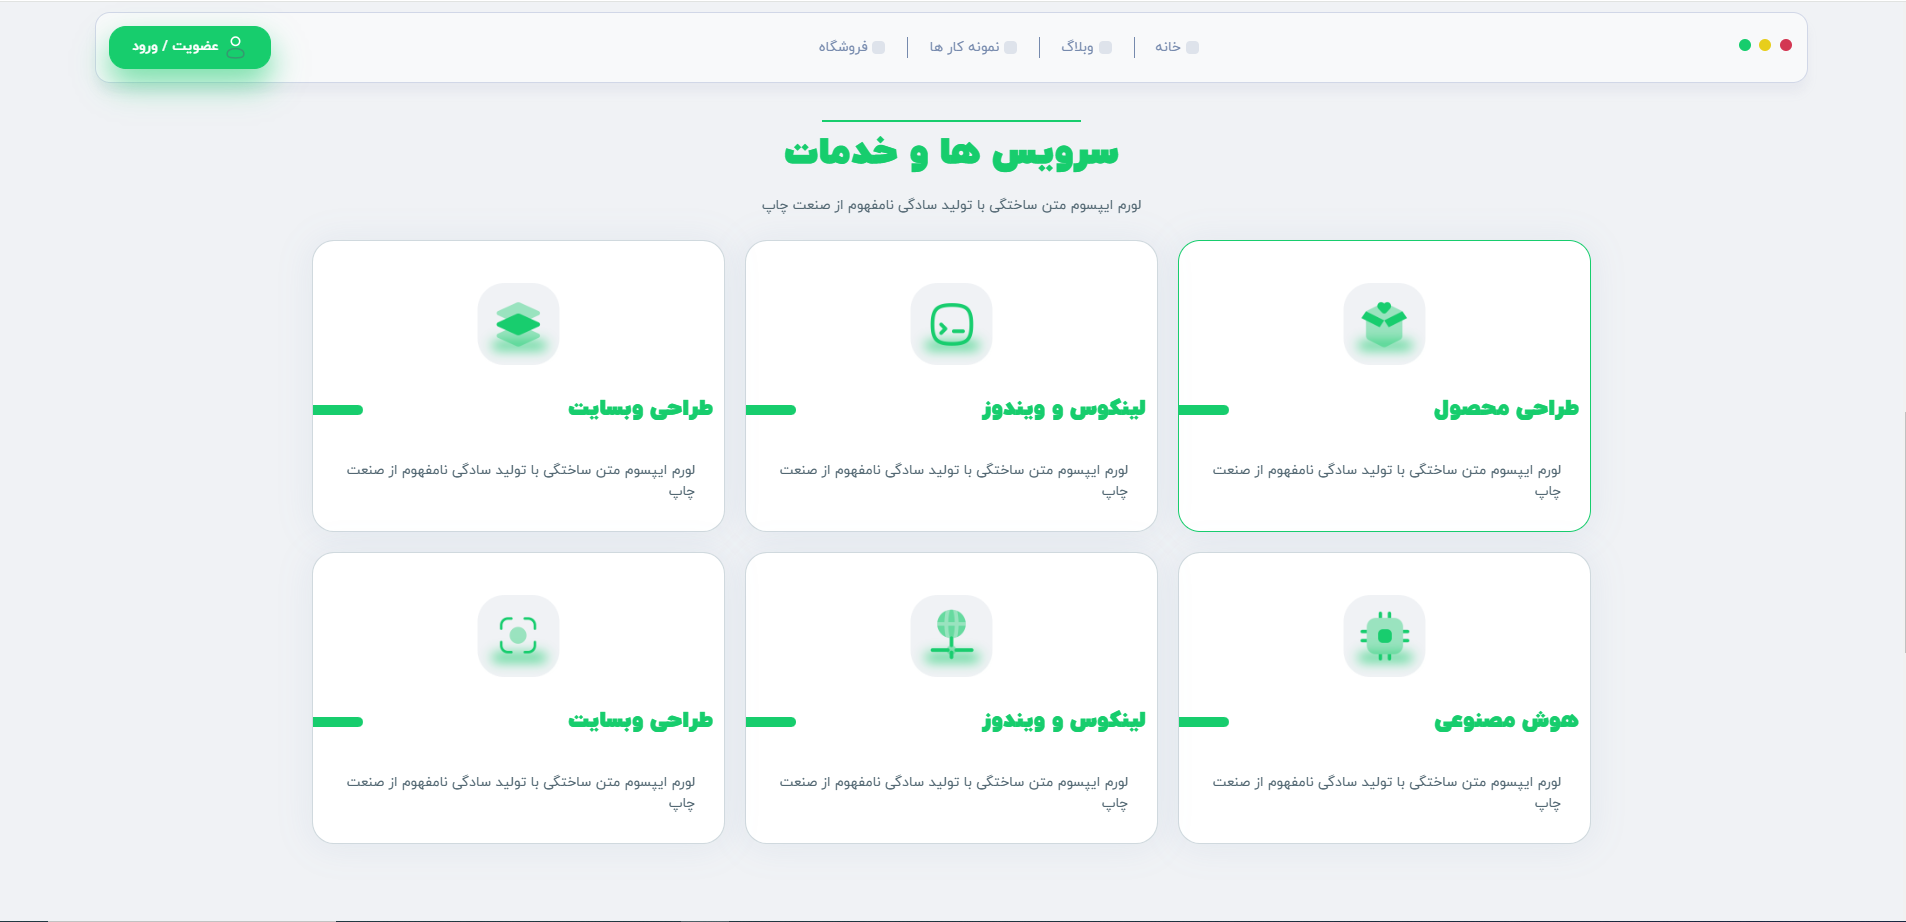 خانه
وبلاگ
نمونه کار ها
فروشگاه
عضویت / ورود
سرویس ها و خدمات
لورم ایپسوم متن ساختگی با تولید سادگی نامفهوم از صنعت چاپ
طراحی محصول
لورم ایپسوم متن ساختگی با تولید سادگی نامفهوم از صنعت
چاپ
لینکوس و ویندوز
لورم ایپسوم متن ساختگی با تولید سادگی نامفهوم از صنعت
چاپ
طراحی وبسایت
لورم ایپسوم متن ساختگی با تولید سادگی نامفهوم از صنعت
چاپ
هوش مصنوعی
لورم ایپسوم متن ساختگی با تولید سادگی نامفهوم از صنعت
چاپ
لینکوس و ویندوز
لورم ایپسوم متن ساختگی با تولید سادگی نامفهوم از صنعت
چاپ
طراحی وبسایت
لورم ایپسوم متن ساختگی با تولید سادگی نامفهوم از صنعت
چاپ